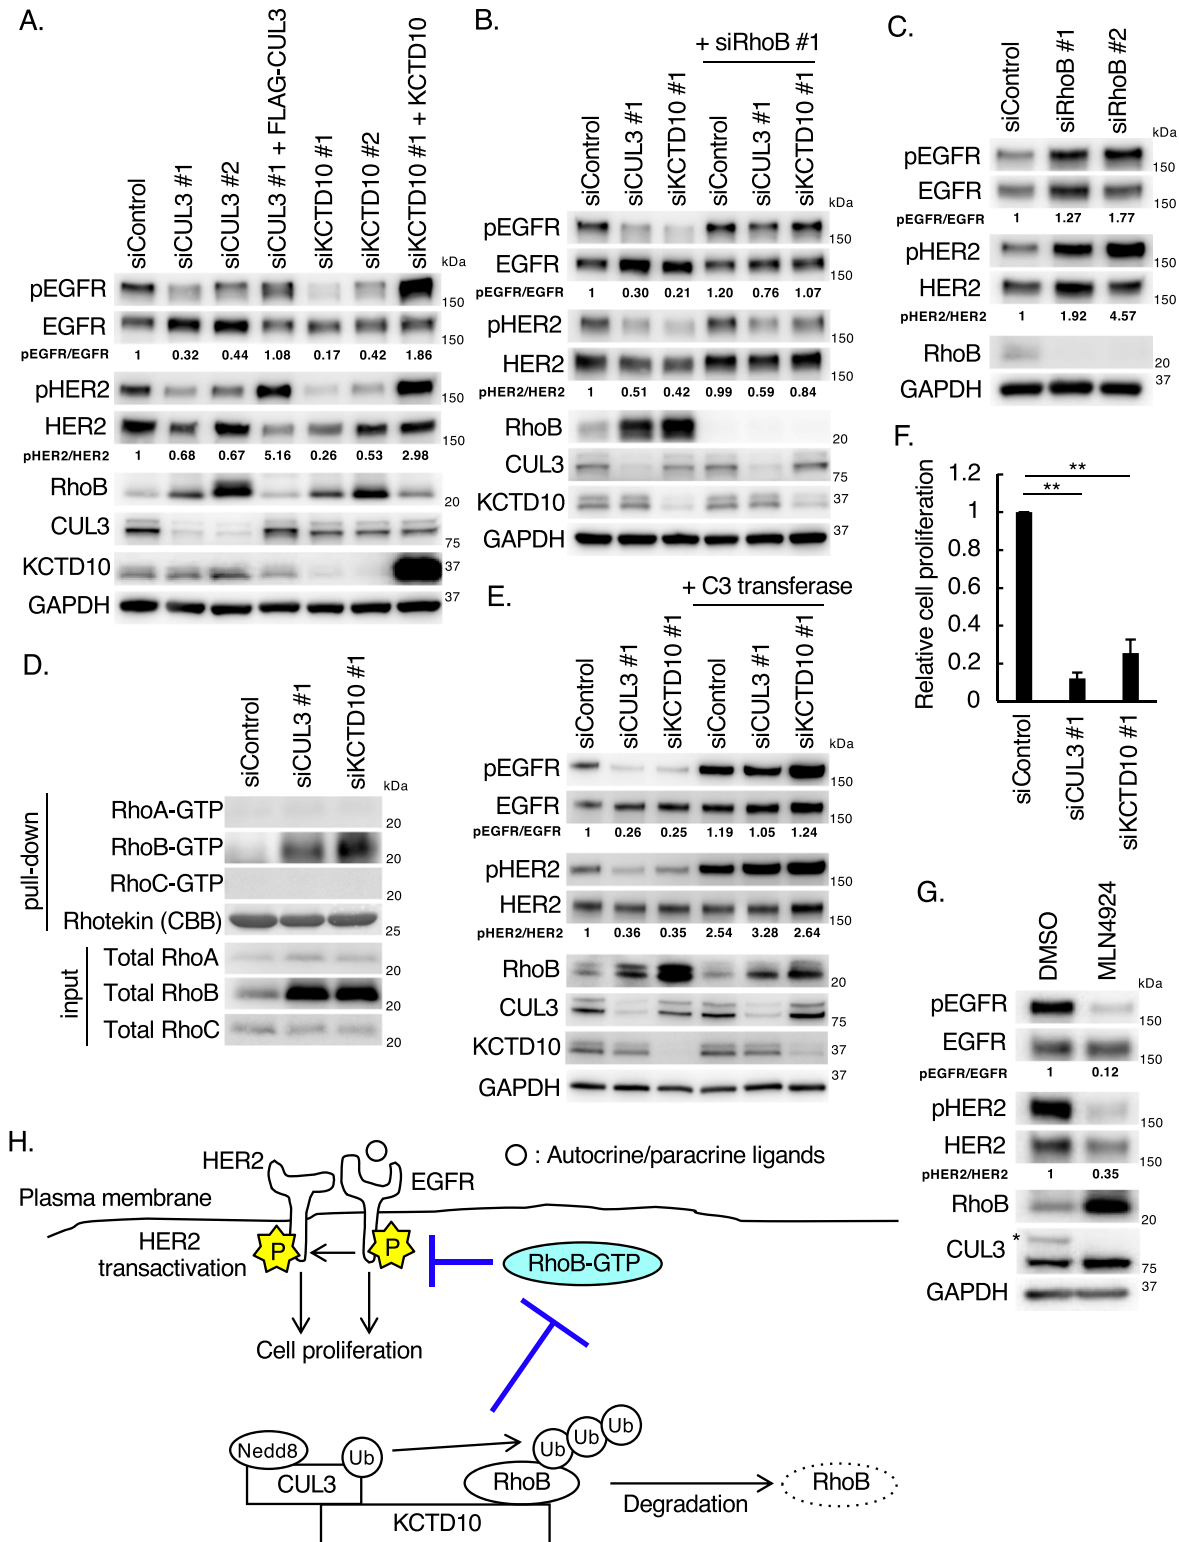 A.
siControl
siCUL3 #1
siCUL3 #2
siCUL3 #1 + FLAG-CUL3
siKCTD10 #1
siKCTD10 #2
siKCTD10 #1 + KCTD10
kDa
pEGFR
150
EGFR
150
pEGFR/EGFR 1 0.32 0.44 1.08 0.17 0.42 1.86
pHER2
150
HER2
150
pHER2/HER2 1 0.68 0.67 5.16 0.26 0.53 2.98
RhoB
20
CUL3
75
KCTD10
37
GAPDH
37
B.
+ siRhoB #1
siControl
siCUL3 #1
siKCTD10 #1
siControl
siCUL3 #1
siKCTD10 #1
kDa
pEGFR
150
EGFR
150
pEGFR/EGFR 1 0.30 0.21 1.20 0.76 1.07
pHER2
150
HER2
150
pHER2/HER2 1 0.51 0.42 0.99 0.59 0.84
RhoB
20
CUL3
75
KCTD10
37
GAPDH
37
C.
siControl
siRhoB #1
siRhoB #2
kDa
pEGFR
150
EGFR
150
pEGFR/EGFR 1 1.27 1.77
pHER2
150
HER2
150
pHER2/HER2 1 1.92 4.57
RhoB
20
GAPDH
37
D.
siControl
siCUL3 #1
siKCTD10 #1
kDa
pull-down
RhoA-GTP
20
RhoB-GTP
20
RhoC-GTP
20
Rhotekin (CBB)
25
input
Total RhoA
20
Total RhoB
20
Total RhoC
20
E.
+ C3 transferase
siControl
siCUL3 #1
siKCTD10 #1
siControl
siCUL3 #1
siKCTD10 #1
kDa
pEGFR
150
EGFR
150
pEGFR/EGFR 1 0.26 0.25 1.19 1.05 1.24
pHER2
150
HER2
150
pHER2/HER2 1 0.36 0.35 2.54 3.28 2.64
RhoB
20
CUL3
75
KCTD10
37
GAPDH
37
F.
Relative cell proliferation
1.2
1
0.8
0.6
0.4
0.2
0
**
**
siControl
siCUL3 #1
siKCTD10 #1
G.
DMSO
MLN4924
kDa
pEGFR
150
EGFR
150
pEGFR/EGFR 1 0.12
pHER2
150
HER2
150
pHER2/HER2 1 0.35
RhoB
20
*
CUL3
75
GAPDH
37
H.
: Autocrine/paracrine ligands
HER2
EGFR
Plasma membrane
HER2
transactivation
P
P
RhoB-GTP
Cell proliferation
Nedd8
Ub
CUL3
Ub
Ub
Ub
RhoB
KCTD10
Degradation
RhoB